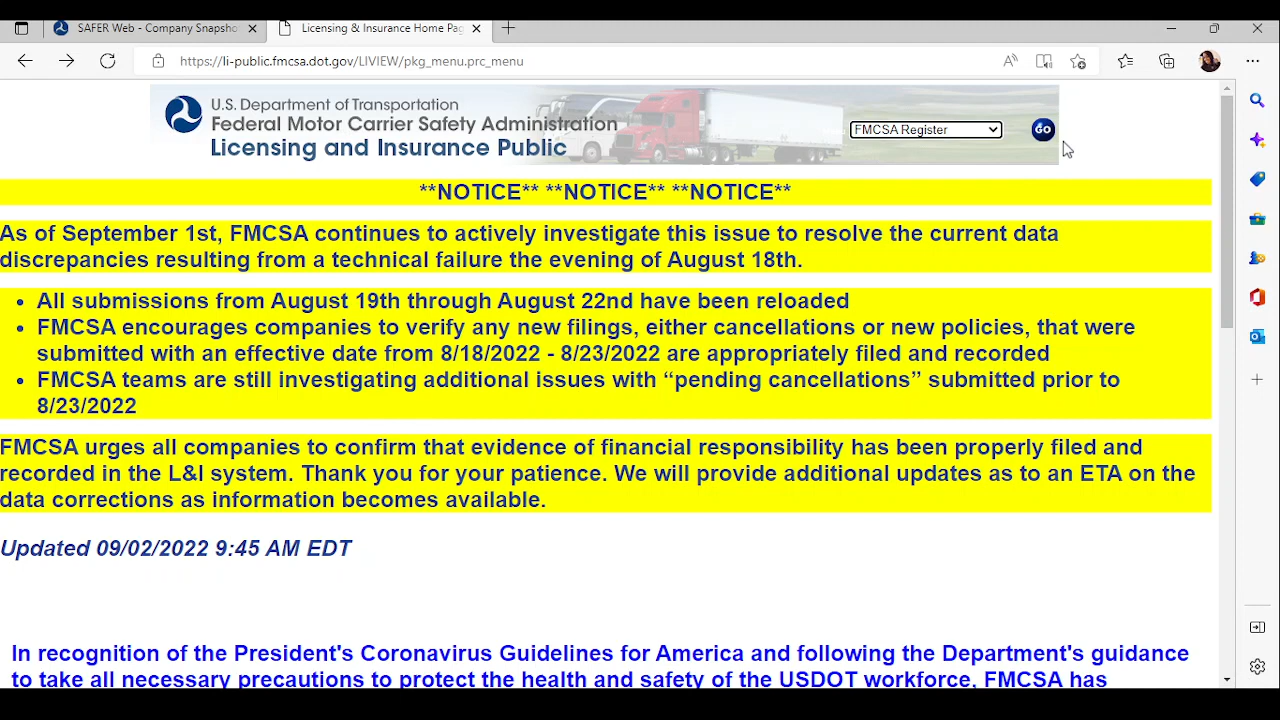 SAFER Web - Company Snapsho
Licensing & Insurance Home Pag
https://li-public.fmcsa.dot.gov/LIVIEW/pkg_menu.prc_menu
U.S. Department of Transportation
Federal Motor Carrier Safety Administration
Licensing and Insurance Public
FMCSA Register
GO
**NOTICE** **NOTICE** **NOTICE**
As of September 1st, FMCSA continues to actively investigate this issue to resolve the current data
discrepancies resulting from a technical failure the evening of August 18th.
• All submissions from August 19th through August 22nd have been reloaded
• FMCSA encourages companies to verify any new filings, either cancellations or new policies, that were
submitted with an effective date from 8/18/2022 - 8/23/2022 are appropriately filed and recorded
• FMCSA teams are still investigating additional issues with “pending cancellations” submitted prior to
8/23/2022
FMCSA urges all companies to confirm that evidence of financial responsibility has been properly filed and
recorded in the L&I system. Thank you for your patience. We will provide additional updates as to an ETA on the
data corrections as information becomes available.
Updated 09/02/2022 9:45 AM EDT
In recognition of the President's Coronavirus Guidelines for America and following the Department's guidance
to take all necessary precautions to protect the health and safety of the USDOT workforce, FMCSA has